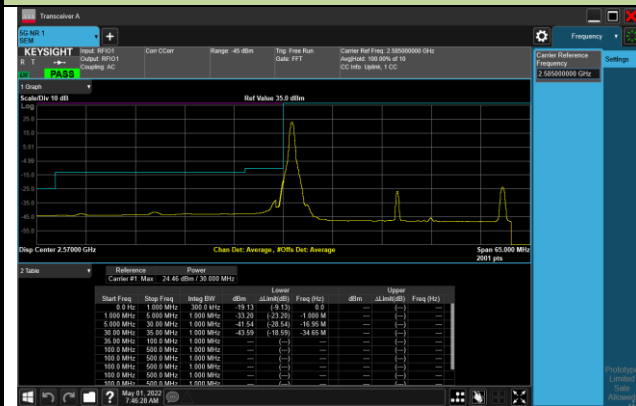 Transceiver A
5G NR 1
SEM
Frequency
KEYSIGHT
R T
PASS
Input: RFIO1
Output: RFIO1
Coupling: AC
Corr CCorr
Range: -45 dBm
Trig: Free Run
Gate: FFT
Carrier Ref Freq: 2.585000000 GHz
Avg|Hold: 100.00% of 10
CC Info: Uplink, 1 CC
Carrier Reference
Frequency
2.585000000 GHz
Settings
1 Graph
Scale/Div 10 dB
Ref Value 35.0 dBm
Log
25.0
15.0
5.01
-4.99
-15.0
-25.0
-35.0
-45.0
-55.0
Disp Center 2.57000 GHz
Chan Det: Average , #Offs Det: Average
Span 65.000 MHz
2001 pts
2 Table
Reference Power
Carrier #1 Max 24.46 dBm / 30.000 MHz
Lower Upper
Start Freq Stop Freq Integ BW dBm ΔLimit(dB) Freq (Hz) dBm ΔLimit(dB) Freq (Hz)
0.0 Hz 1.000 MHz 300.0 kHz -19.13 (-9.13) 0.0 --- (---) ---
1.000 MHz 5.000 MHz 1.000 MHz -33.20 (-23.20) -1.000 M --- (---) ---
5.000 MHz 30.00 MHz 1.000 MHz -41.54 (-28.54) -16.95 M --- (---) ---
30.00 MHz 35.00 MHz 1.000 MHz -43.59 (-18.59) -34.65 M --- (---) ---
35.00 MHz 100.0 MHz 1.000 MHz --- (---) --- --- (---) ---
100.0 MHz 500.0 MHz 1.000 MHz --- (---) --- --- (---) ---
100.0 MHz 500.0 MHz 1.000 MHz --- (---) --- --- (---) ---
100.0 MHz 500.0 MHz 1.000 MHz --- (---) --- --- (---) ---
100.0 MHz 500.0 MHz 1.000 MHz --- (---) --- --- (---) ---
Prototype
Limited
Sale
Allowed
May 01, 2022
7:46:28 AM